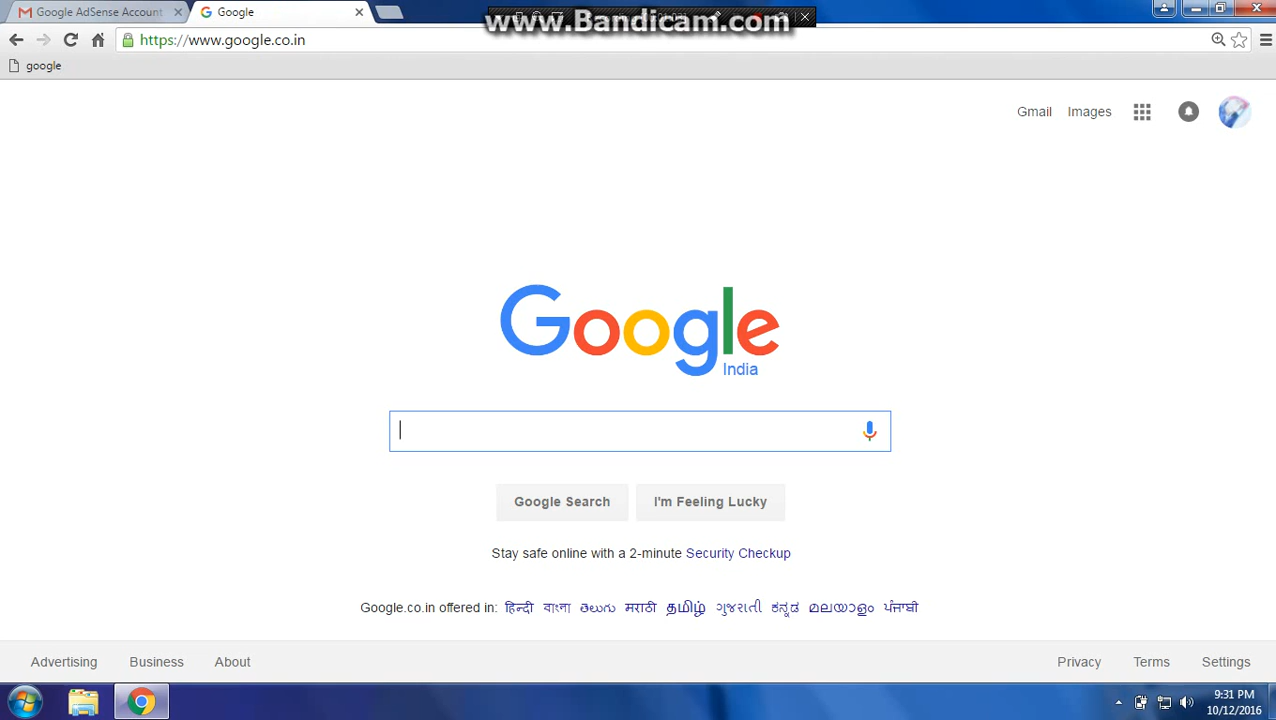 Google AdSense Account
Google
www.Bandicam.com
https://www.google.co.in
google
Gmail Images
Google
India
Google Search I'm Feeling Lucky
Stay safe online with a 2-minute Security Checkup
Google.co.in offered in: हिन्दी বাংলা తెలుగు मराठी தமிழ் ગુજરાતી ಕನ್ನಡ മലയാളം ਪੰਜਾਬੀ
Advertising Business About Privacy Terms Settings
9:31 PM
10/12/2016